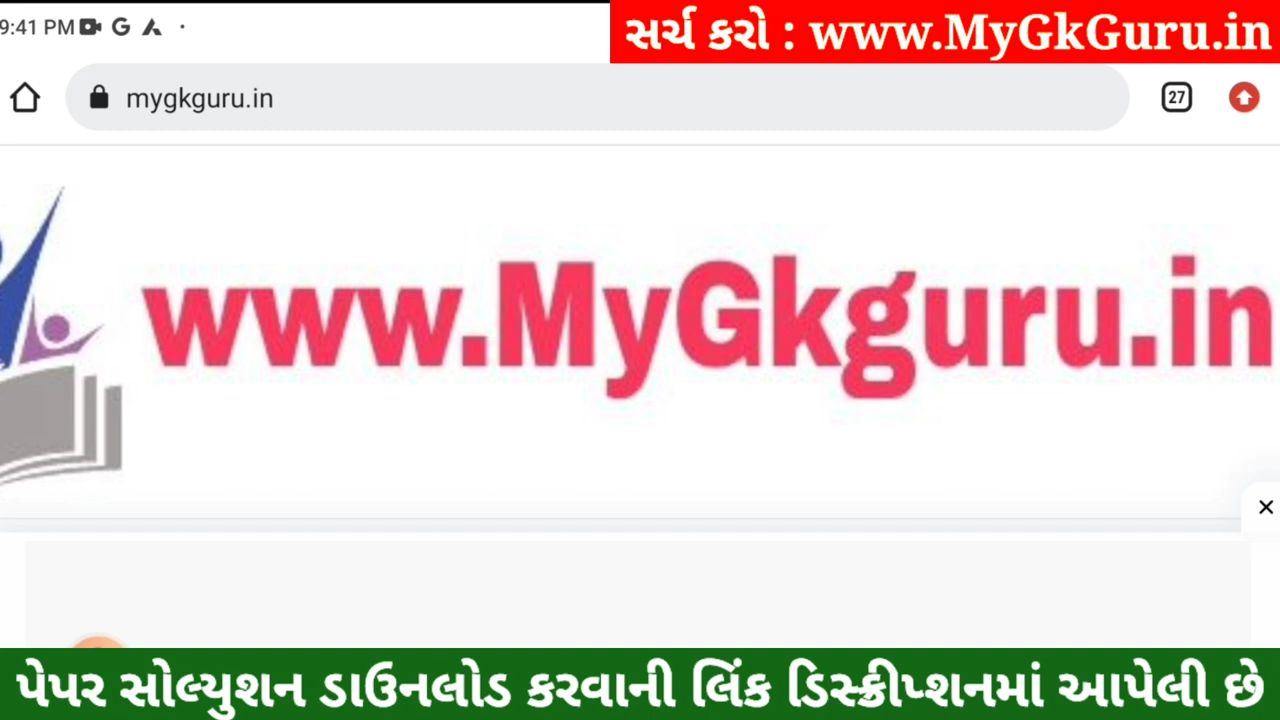 9:41 PM
સર્ચ કરો : www.MyGkGuru.in
mygkguru.in
27
www.MyGkguru.in
પેપર સોલ્યુશન ડાઉનલોડ કરવાની લિંક ડિસ્ક્રીપ્શનમાં આપેલી છે